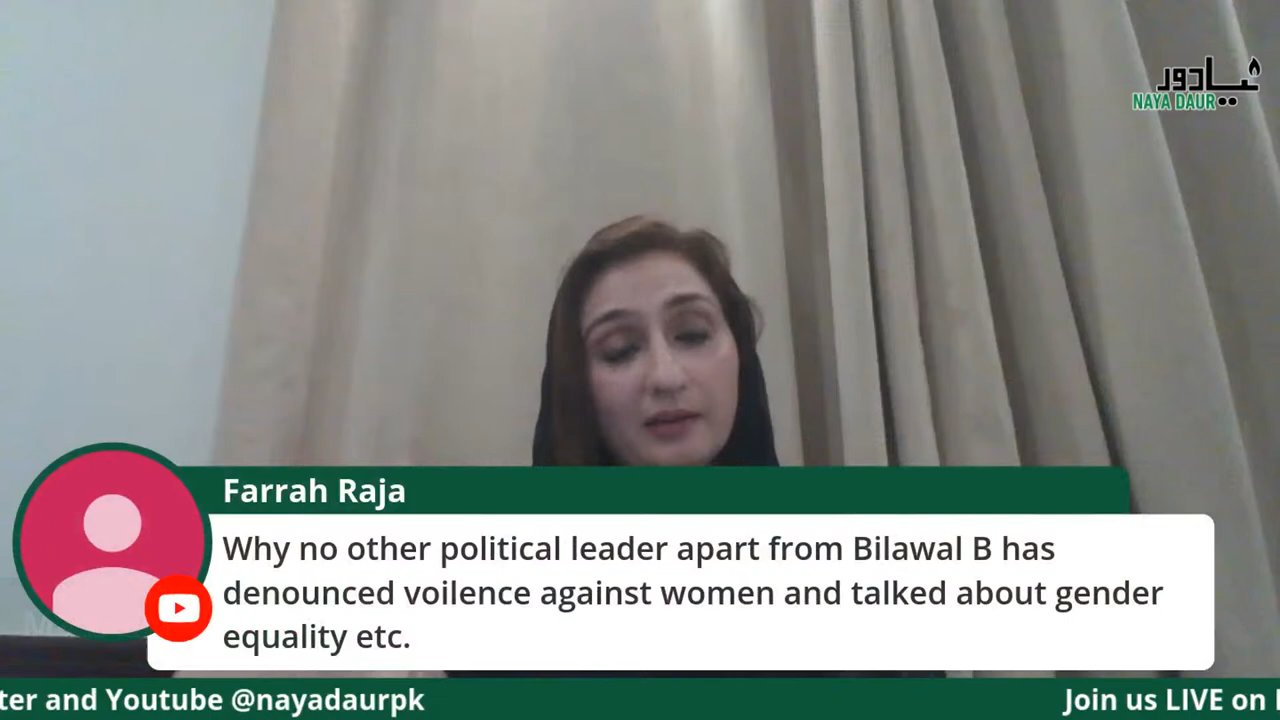 نیا دور
NAYA DAUR
Farrah Raja
Why no other political leader apart from Bilawal B has
denounced voilence against women and talked about gender
equality etc.
ter and Youtube @nayadaurpk
Join us LIVE on